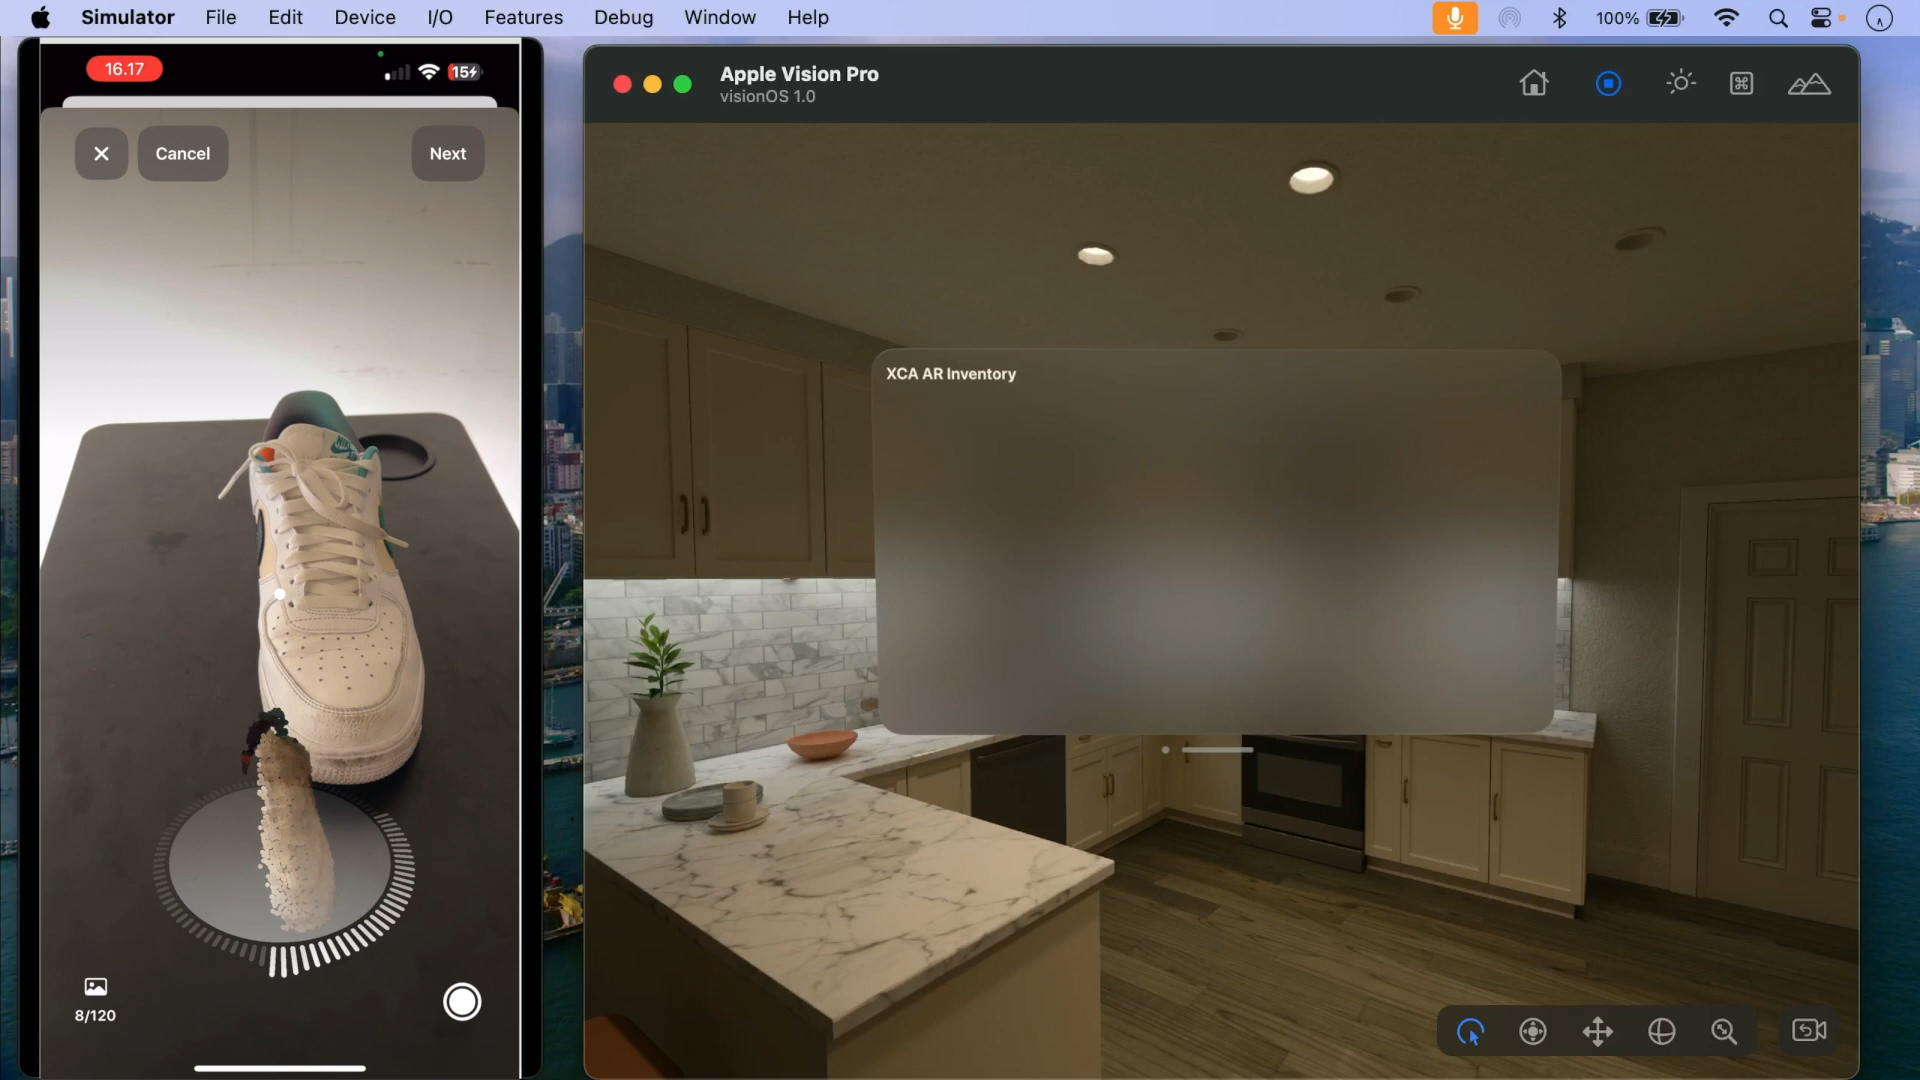 Simulator File Edit Device I/O Features Debug Window Help
100%
16.17
15
Cancel
Next
8/120
Apple Vision Pro
visionOS 1.0
XCA AR Inventory